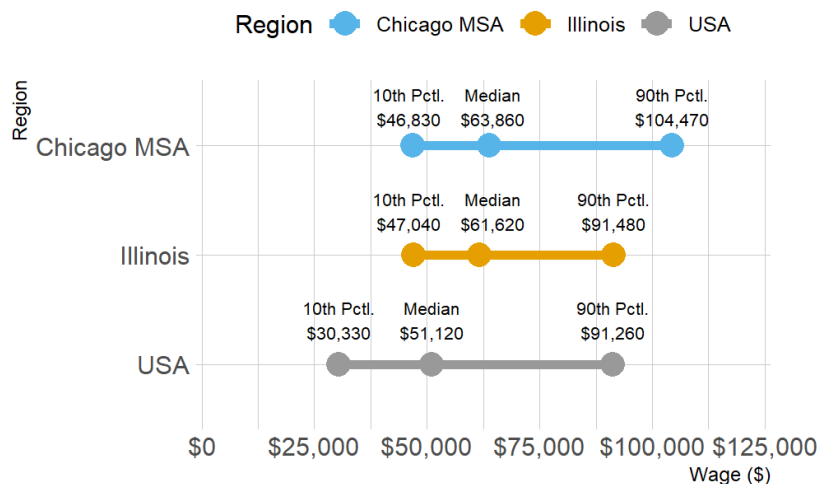 Region Chicago MSA Illinois USA
Region
10th Pctl. Median 90th Pctl.
$46,830 $63,860 $104,470
Chicago MSA
10th Pctl. Median 90th Pctl.
$47,040 $61,620 $91,480
Illinois
10th Pctl. Median 90th Pctl.
$30,330 $51,120 $91,260
USA
$0 $25,000 $50,000 $75,000 $100,000 $125,000
Wage ($)